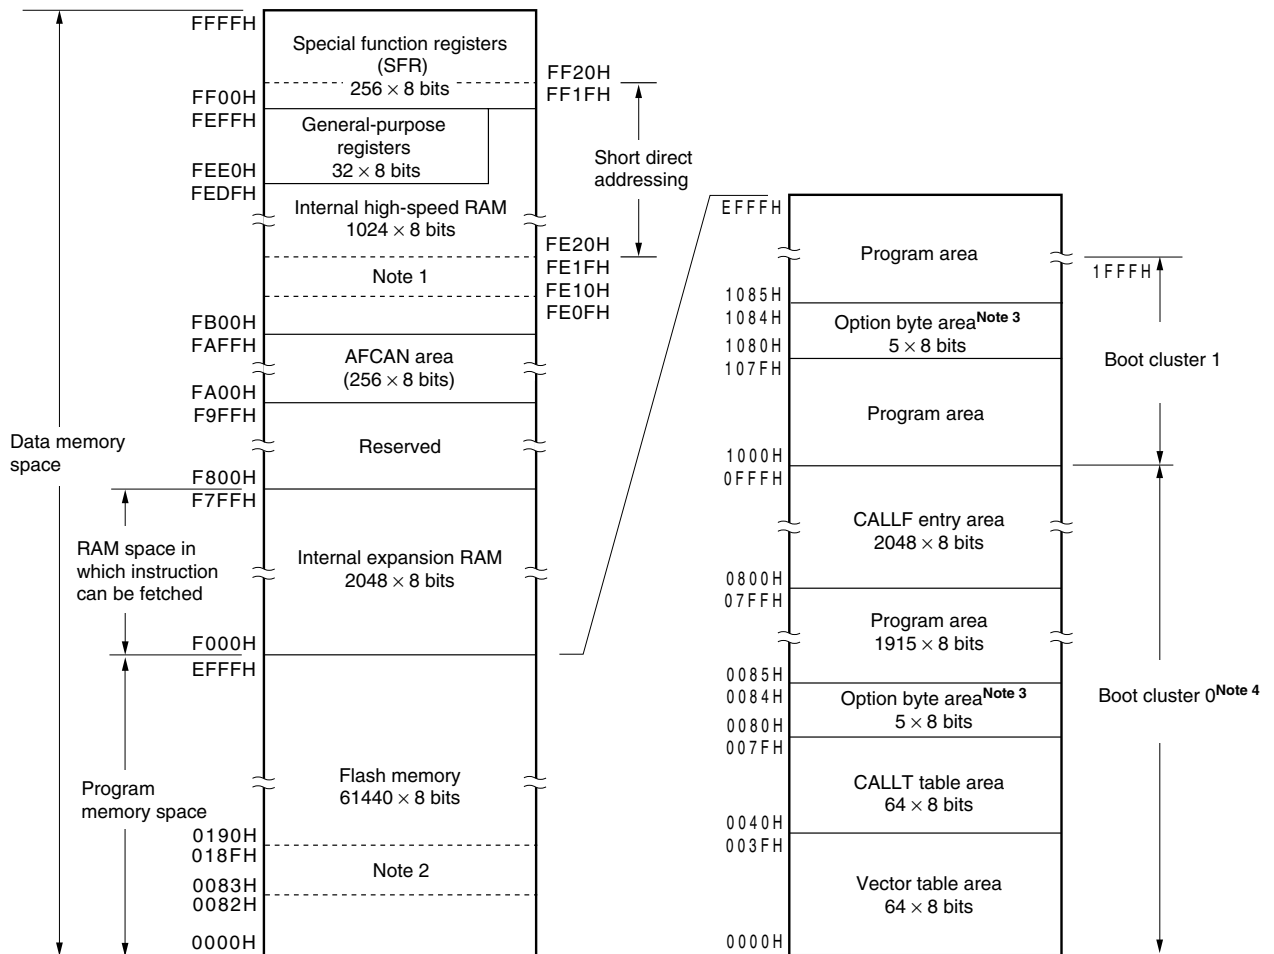 FFFFH
Special function registers
(SFR)
256 × 8 bits
FF20H
FF1FH
FF00H
FEFFH
General-purpose
registers
32 × 8 bits
FEE0H
FEDFH
Short direct
addressing
Internal high-speed RAM
1024 × 8 bits
FE20H
FE1FH
Note 1
FE10H
FE0FH
FB00H
FAFFH
AFCAN area
(256 × 8 bits)
FA00H
F9FFH
Reserved
Data memory
space
F800H
F7FFH
RAM space in
which instruction
can be fetched
Internal expansion RAM
2048 × 8 bits
F000H
EFFFH
Program
memory space
Flash memory
61440 × 8 bits
0190H
018FH
Note 2
0083H
0082H
0000H
EFFFH
Program area
1FFFH
1085H
1084H
Option byte area Note 3
5 × 8 bits
1080H
107FH
Boot cluster 1
Program area
1000H
0FFFH
CALLF entry area
2048 × 8 bits
0800H
07FFH
Program area
1915 × 8 bits
0085H
0084H
Option byte area Note 3
5 × 8 bits
Boot cluster 0 Note 4
0080H
007FH
CALLT table area
64 × 8 bits
0040H
003FH
Vector table area
64 × 8 bits
0000H